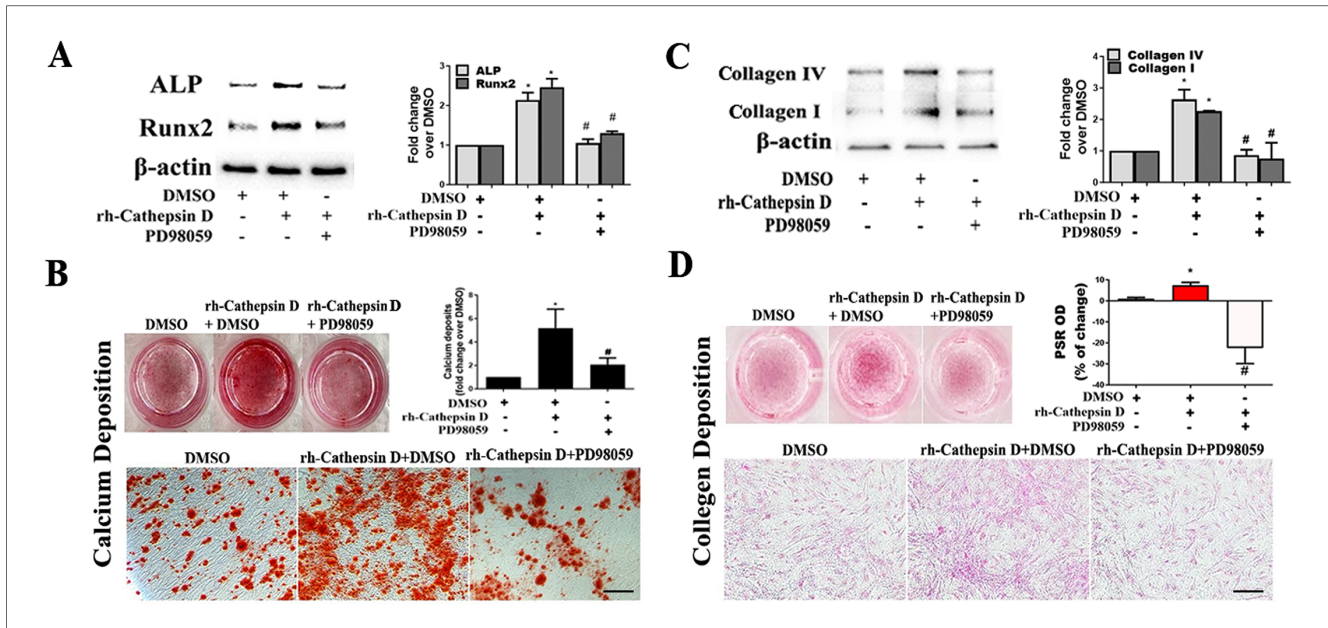 A
ALP
Runx2
β-actin
DMSO + + -
rh-Cathepsin D - + +
PD98059 - - +
Fold change
over DMSO
3
2
1
0
ALP
Runx2
* *
# #
DMSO + + -
rh-Cathepsin D - + +
PD98059 - - +
C
Collagen IV
Collagen I
β-actin
DMSO + + -
rh-Cathepsin D - + +
PD98059 - - +
Fold change
over DMSO
4
3
2
1
0
Collagen IV
Collagen I
* *
# #
DMSO + + -
rh-Cathepsin D - + +
PD98059 - - +
B
Calcium Deposition
DMSO
rh-Cathepsin D
+ DMSO
rh-Cathepsin D
+ PD98059
Calcium deposits
(fold change over DMSO)
8
6
4
2
0
*
#
DMSO + + -
rh-Cathepsin D - + +
PD98059 - - +
DMSO
rh-Cathepsin D+DMSO
rh-Cathepsin D+PD98059
D
Collegen Deposition
DMSO
rh-Cathepsin D
+ DMSO
rh-Cathepsin D
+PD98059
PSR OD
(% of change)
10
0
-10
-20
-30
-40
*
#
DMSO + + -
rh-Cathepsin D - + +
PD98059 - - +
DMSO
rh-Cathepsin D+DMSO
rh-Cathepsin D+PD98059